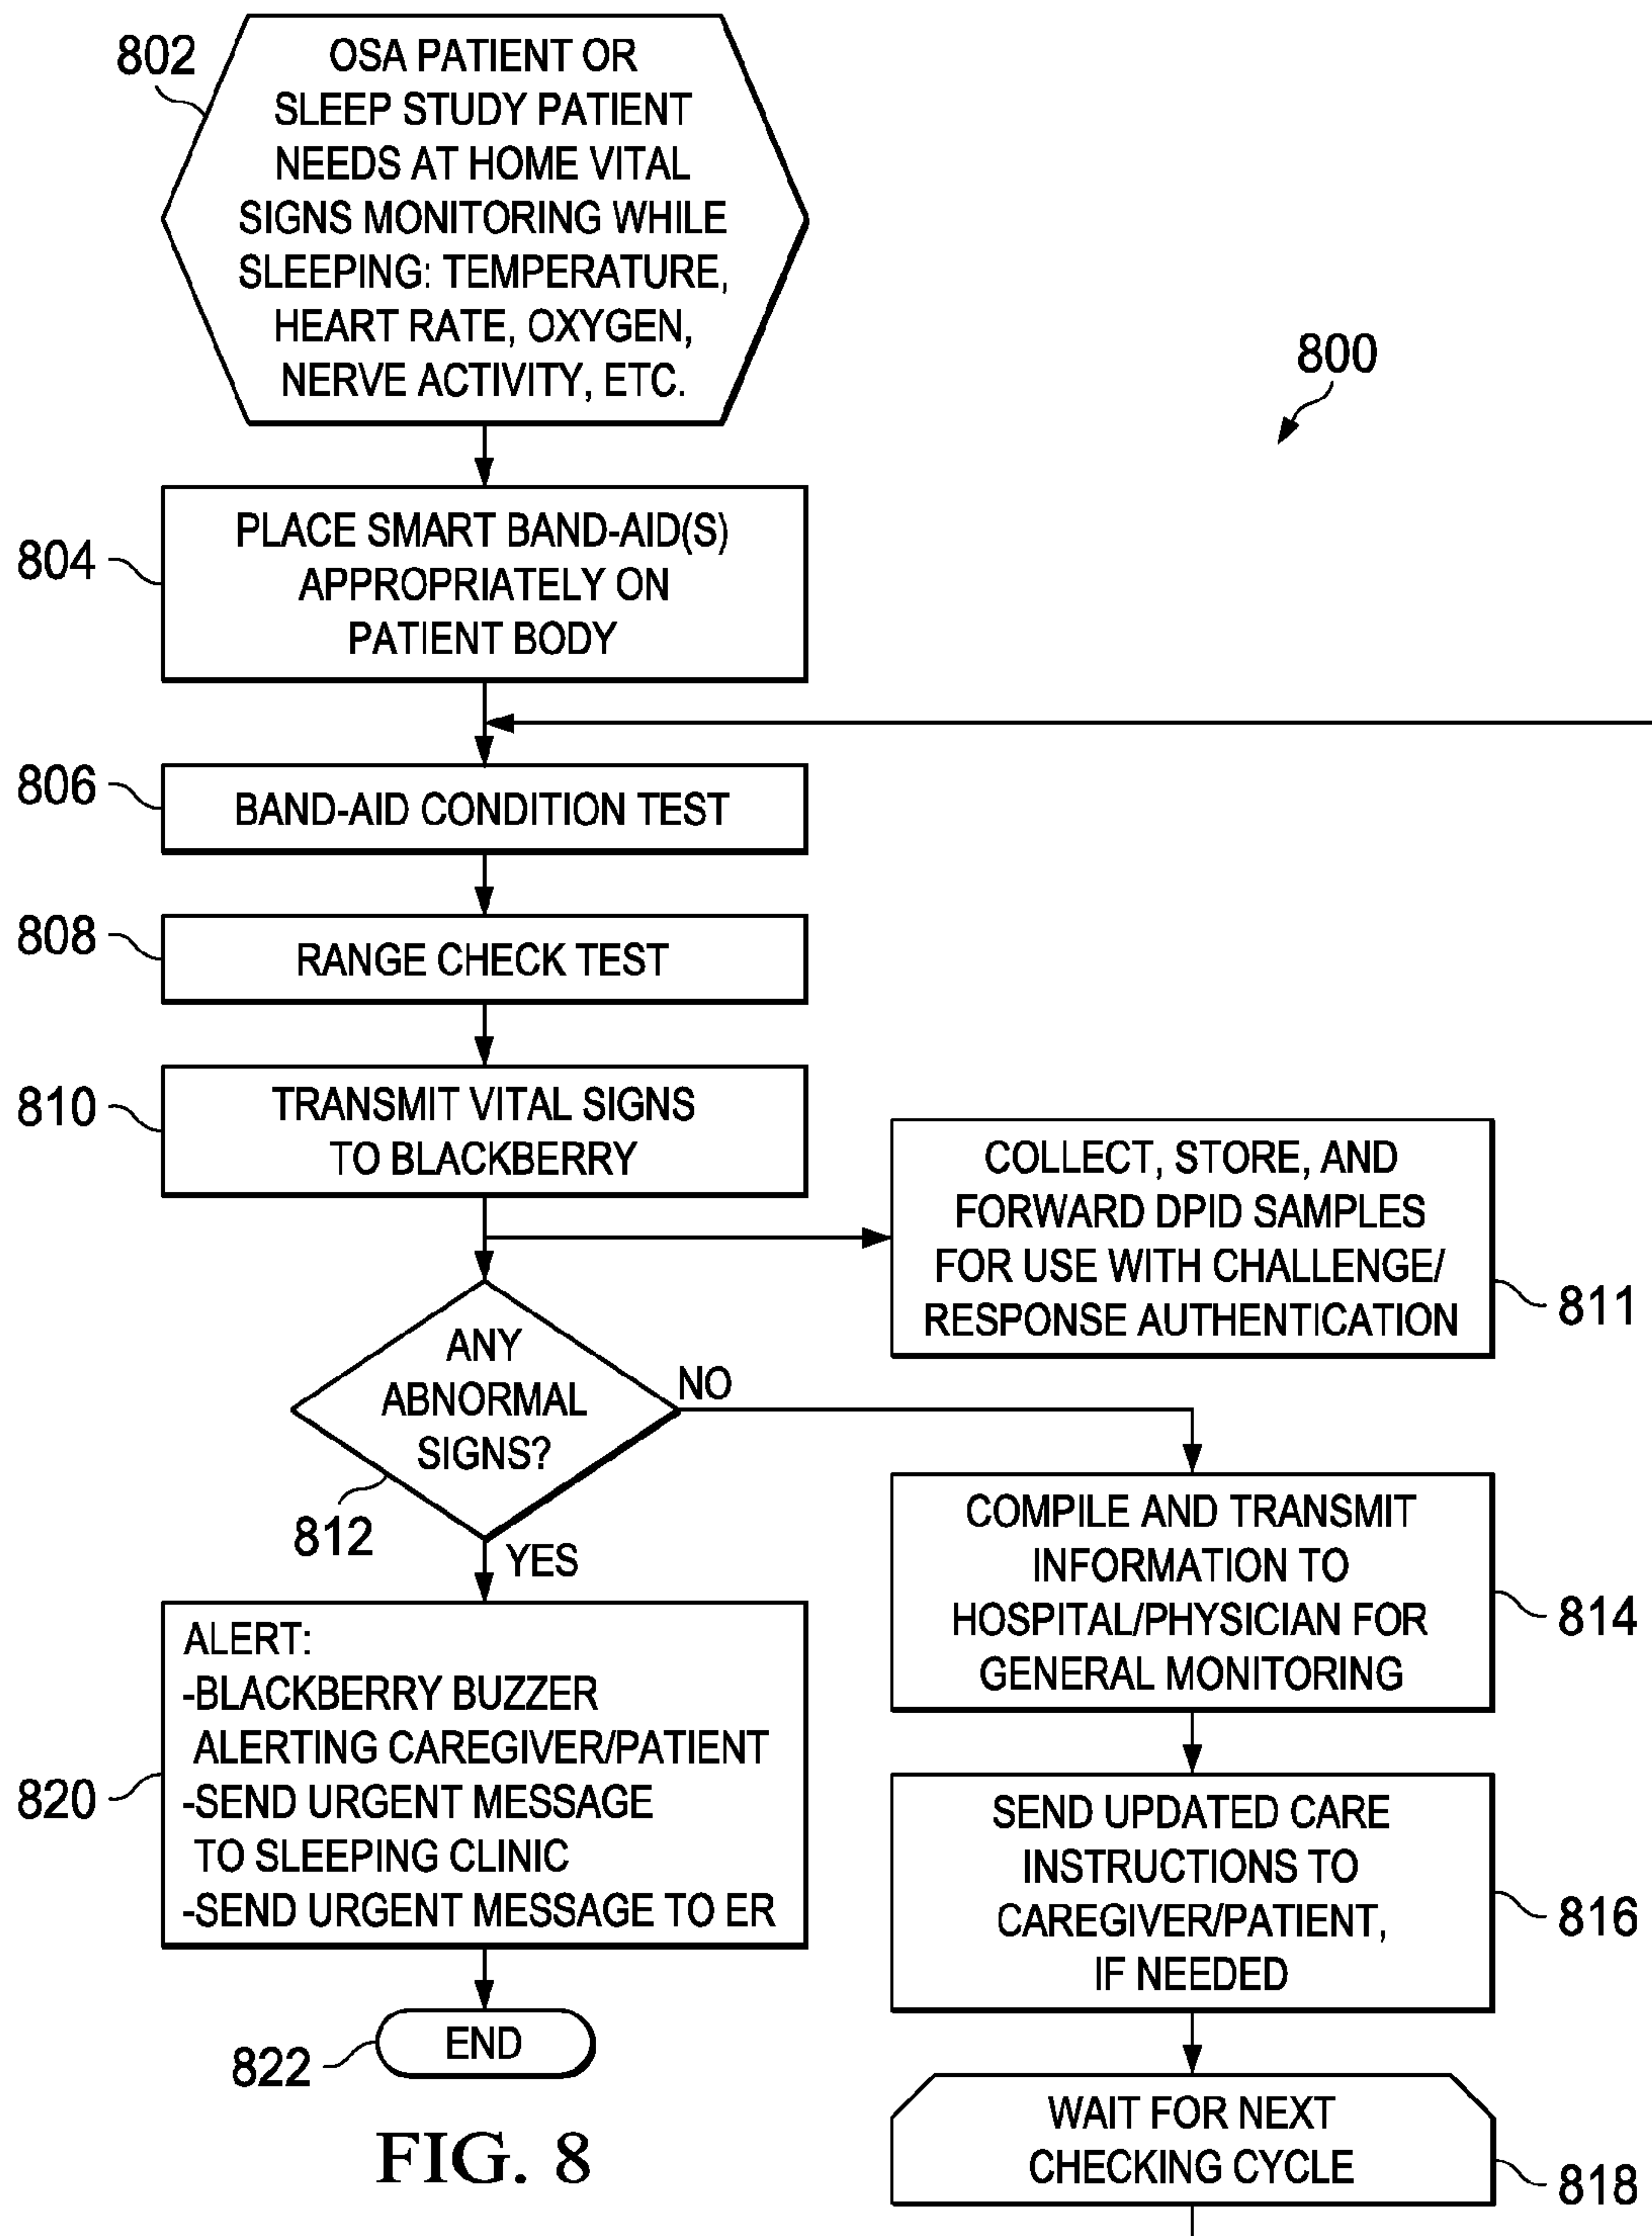 802
OSA PATIENT OR
SLEEP STUDY PATIENT
NEEDS AT HOME VITAL
SIGNS MONITORING WHILE
SLEEPING: TEMPERATURE,
HEART RATE, OXYGEN,
NERVE ACTIVITY, ETC.
800
804
PLACE SMART BAND-AID(S)
APPROPRIATELY ON
PATIENT BODY
806
BAND-AID CONDITION TEST
808
RANGE CHECK TEST
810
TRANSMIT VITAL SIGNS
TO BLACKBERRY
COLLECT, STORE, AND
FORWARD DPID SAMPLES
FOR USE WITH CHALLENGE/
RESPONSE AUTHENTICATION
811
ANY
ABNORMAL
SIGNS?
NO
812
YES
COMPILE AND TRANSMIT
INFORMATION TO
HOSPITAL/PHYSICIAN FOR
GENERAL MONITORING
814
ALERT:
-BLACKBERRY BUZZER
ALERTING CAREGIVER/PATIENT
-SEND URGENT MESSAGE
TO SLEEPING CLINIC
-SEND URGENT MESSAGE TO ER
820
SEND UPDATED CARE
INSTRUCTIONS TO
CAREGIVER/PATIENT,
IF NEEDED
816
END
822
WAIT FOR NEXT
CHECKING CYCLE
818
FIG. 8